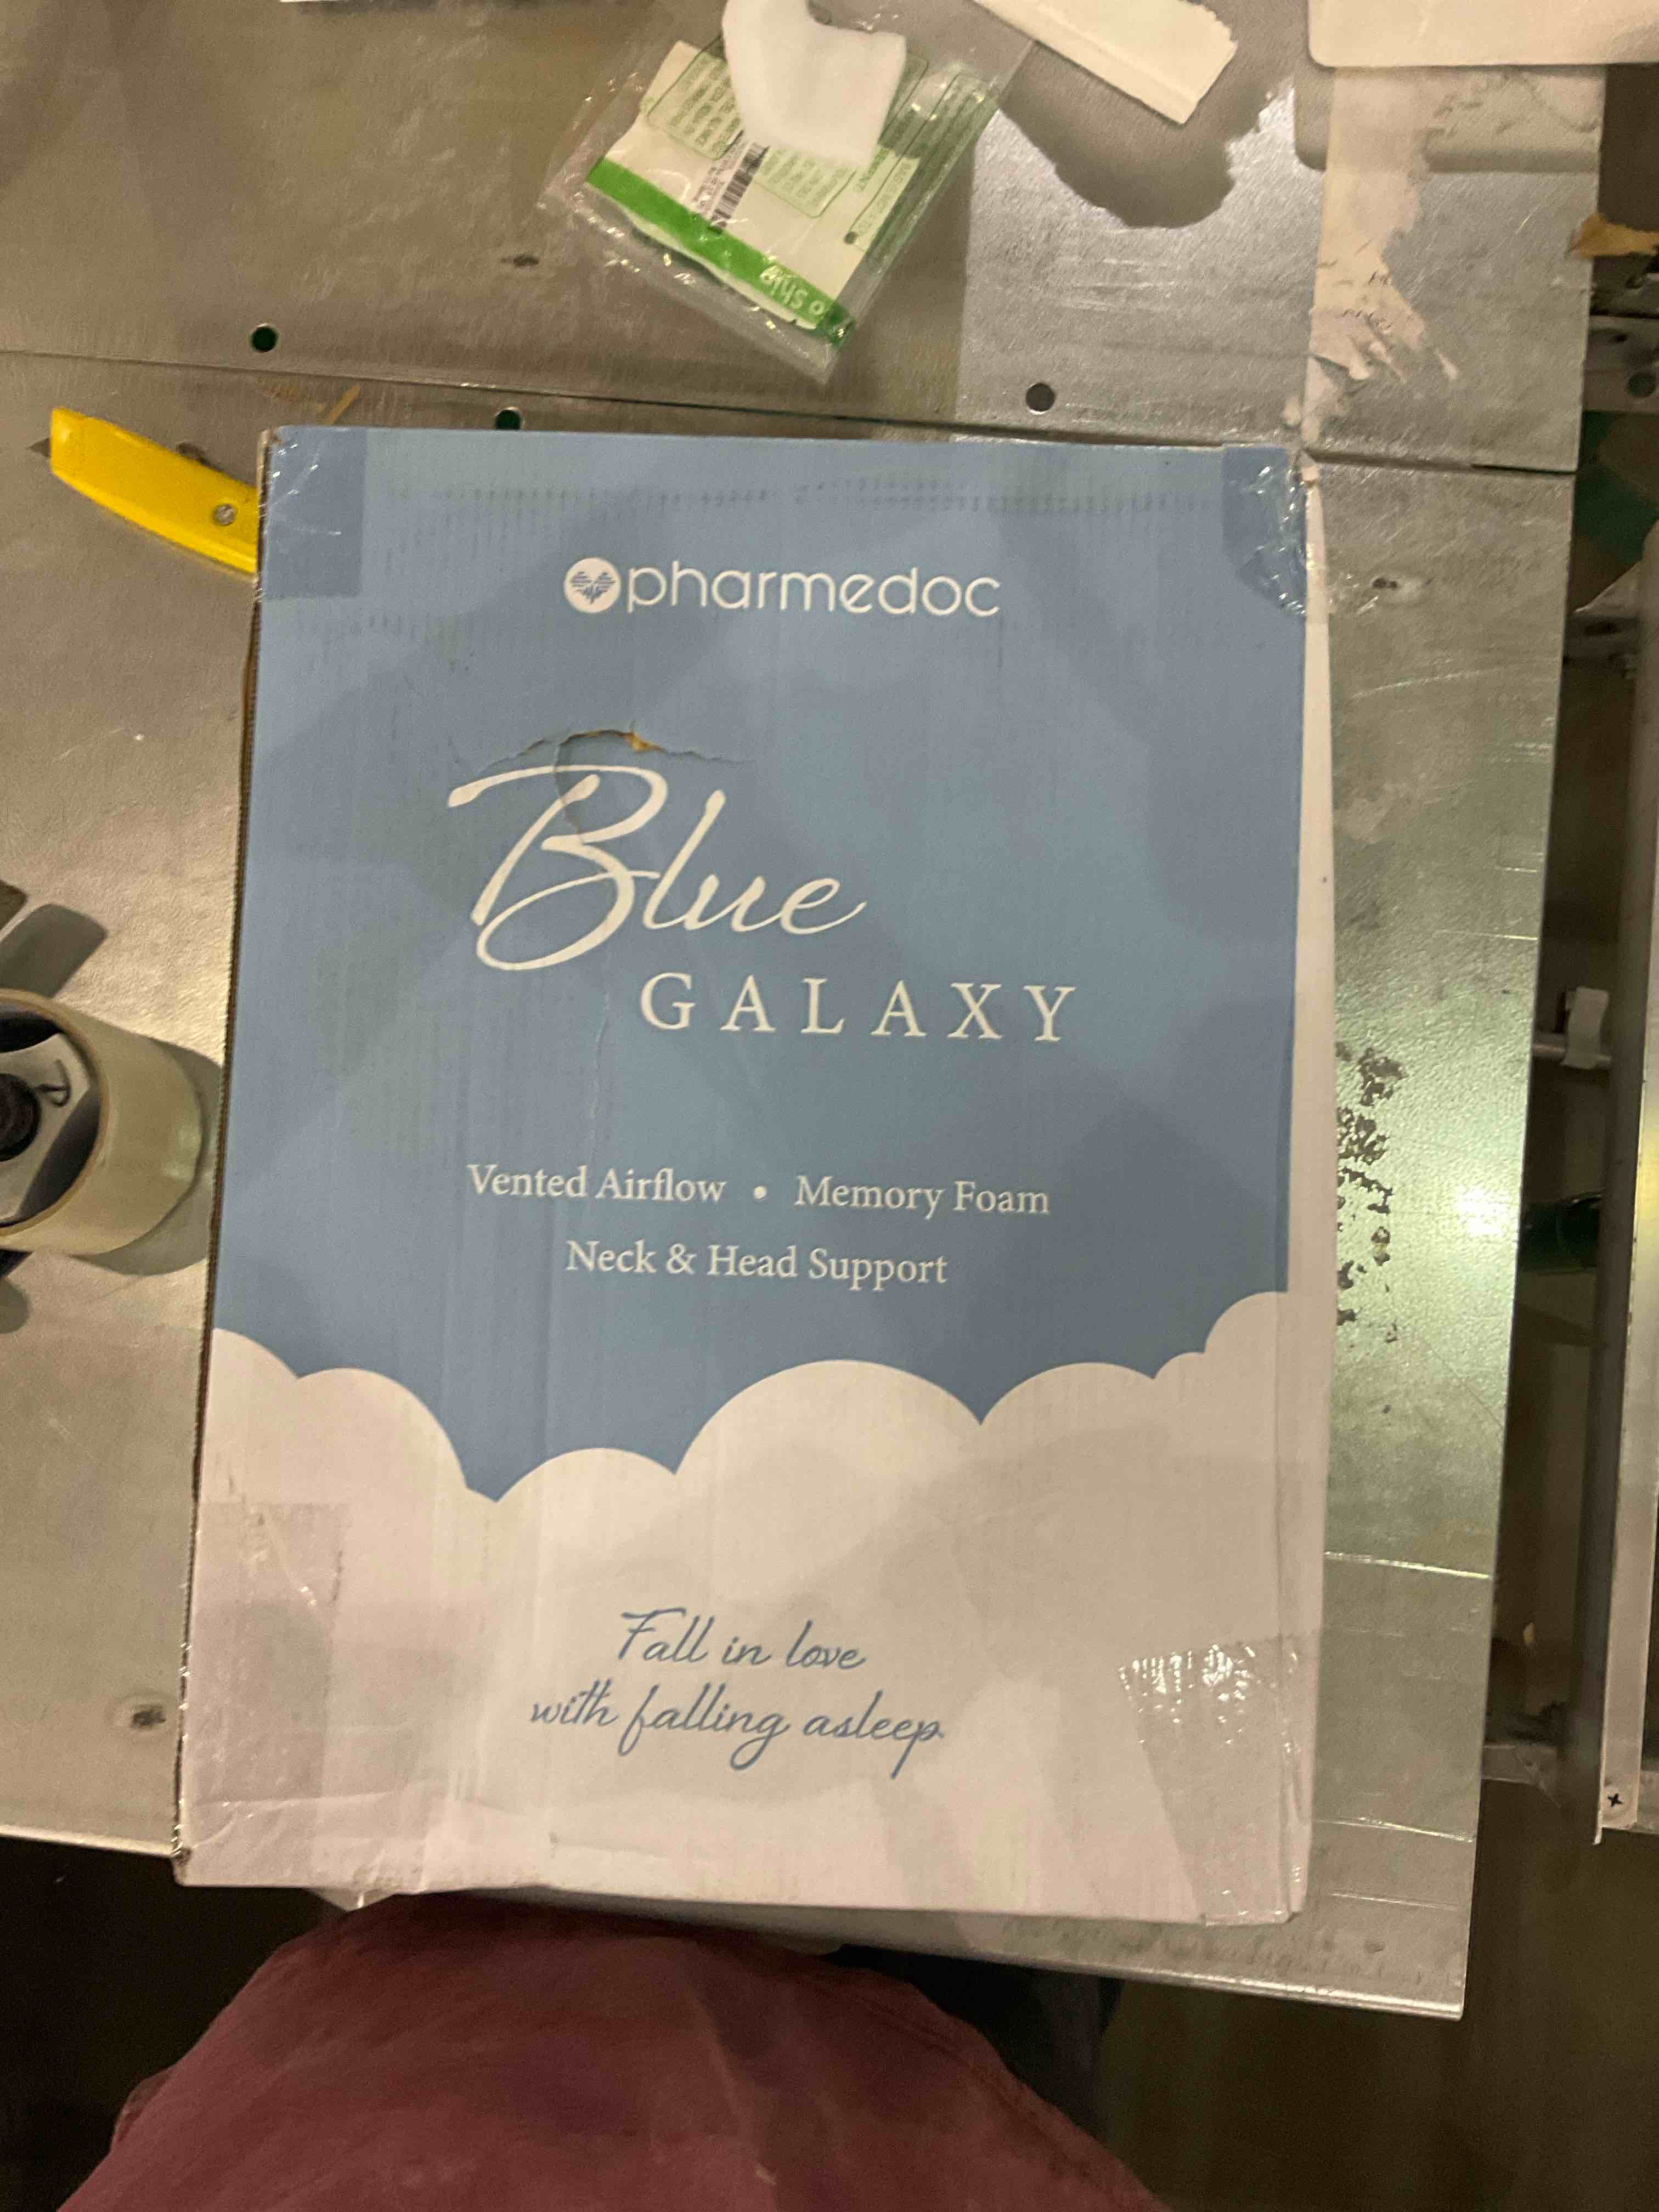 pharmedoc
Blue
GALAXY
Vented Airflow • Memory Foam
Neck & Head Support
Fall in love
with falling asleep.